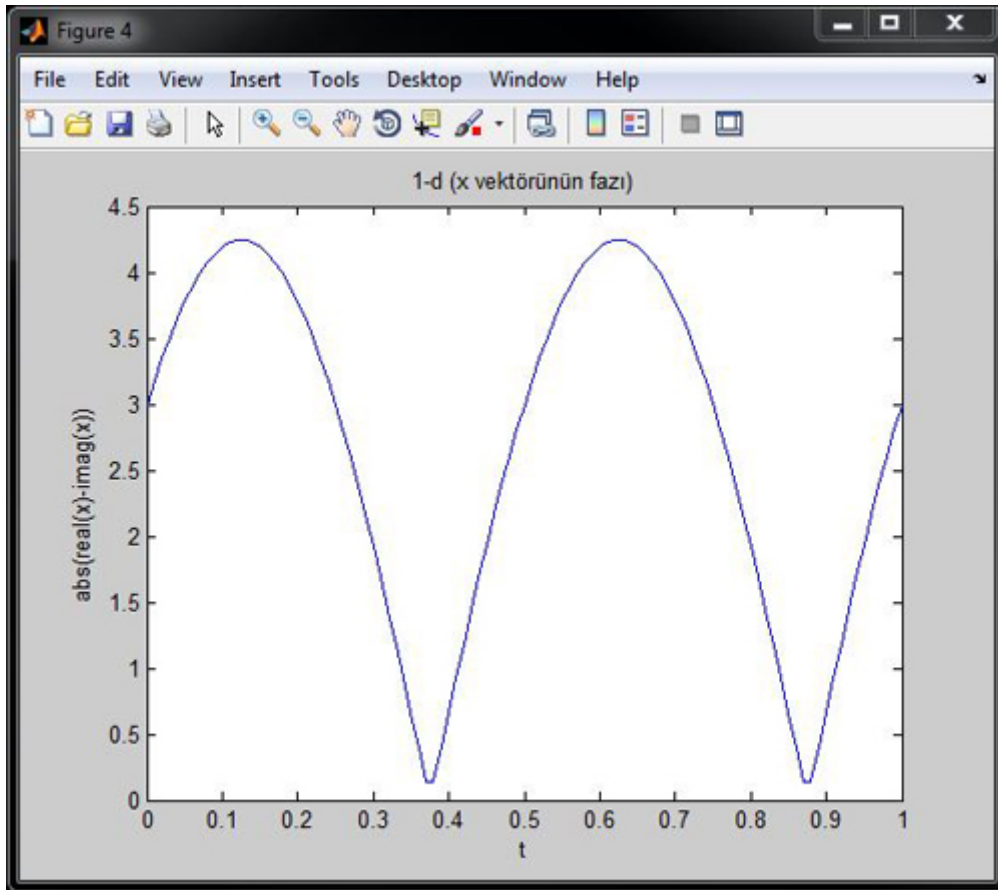 Figure 4
File Edit View Insert Tools Desktop Window Help
1-d (x vektörünün fazı)
4.5
4
3.5
3
2.5
2
1.5
1
0.5
0
abs(real(x)-imag(x))
0 0.1 0.2 0.3 0.4 0.5 0.6 0.7 0.8 0.9 1
t